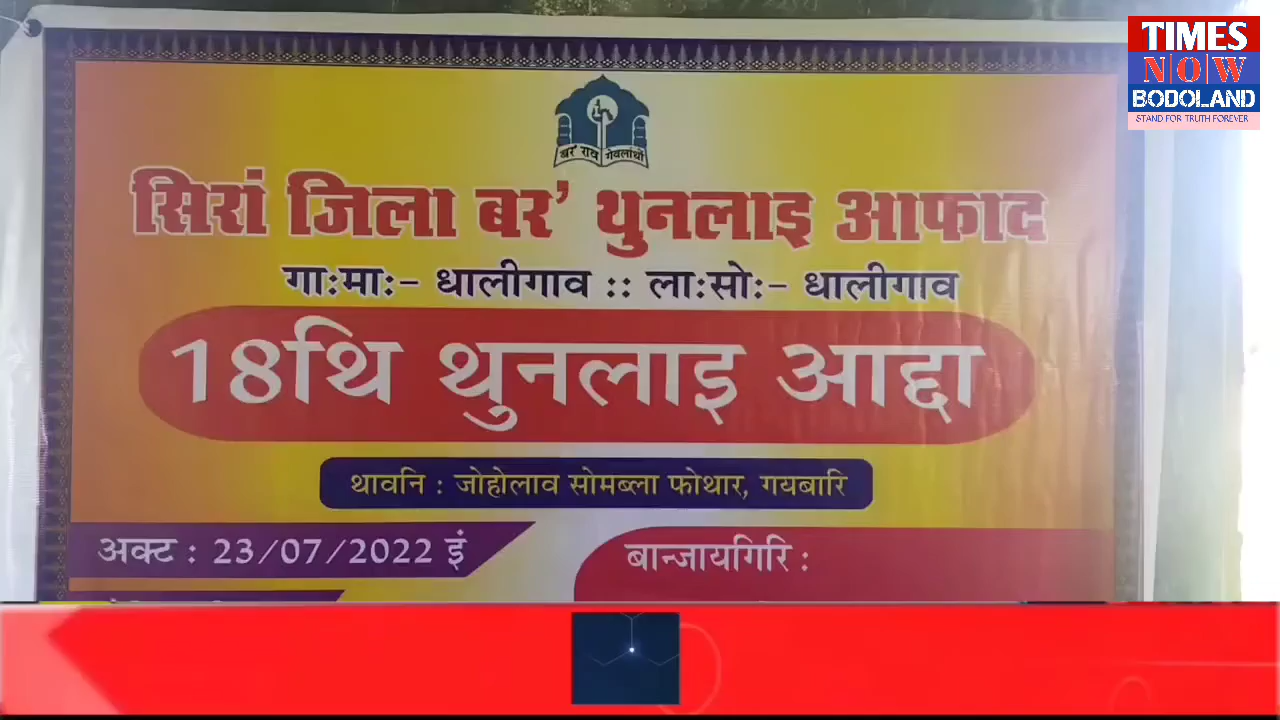 TIMES
NOW
BODOLAND
STAND FOR TRUTH FOREVER
बर' राव गेवलांथों
सिरां जिला बर' थुनलाइ आफाद
गा:मा:- धालीगाव :: ला:सो:- धालीगाव
18थि थुनलाइ आद्दा
थावनि : जोहोलाव सोमब्ला फोथार, गयबारि
अक्ट : 23/07/2022 इं
बान्जायगिरि :